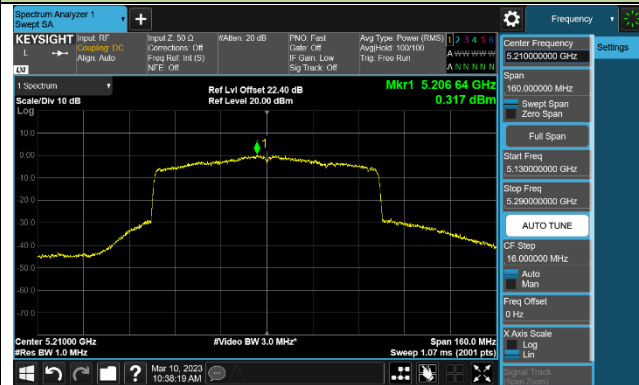 Spectrum Analyzer 1
Swept SA
Frequency
KEYSIGHT
Input: RF
Coupling: DC
Align: Auto
Input Z: 50 Ω
Corrections: Off
Freq Ref: Int (S)
NFE: Off
#Atten: 20 dB
PNO: Fast
Gate: Off
IF Gain: Low
Sig Track: Off
Avg Type: Power (RMS)
Avg|Hold: 100/100
Trig: Free Run
1 2 3 4 5 6
A W W W W W
A N N N N N
L
LXI
1 Spectrum
Scale/Div 10 dB
Log
Ref Lvl Offset 22.40 dB
Ref Level 20.00 dBm
Mkr1 5.206 64 GHz
0.317 dBm
1
10.0
0.00
-10.0
-20.0
-30.0
-40.0
-50.0
-60.0
-70.0
Center 5.21000 GHz
#Res BW 1.0 MHz
#Video BW 3.0 MHz*
Span 160.0 MHz
Sweep 1.07 ms (2001 pts)
Mar 10, 2023
10:38:19 AM
Settings
Center Frequency
5.210000000 GHz
Span
160.000000 MHz
Swept Span
Zero Span
Full Span
Start Freq
5.130000000 GHz
Stop Freq
5.290000000 GHz
AUTO TUNE
CF Step
16.000000 MHz
Auto
Man
Freq Offset
0 Hz
X Axis Scale
Log
Lin
Signal Track
(Span Zoom)